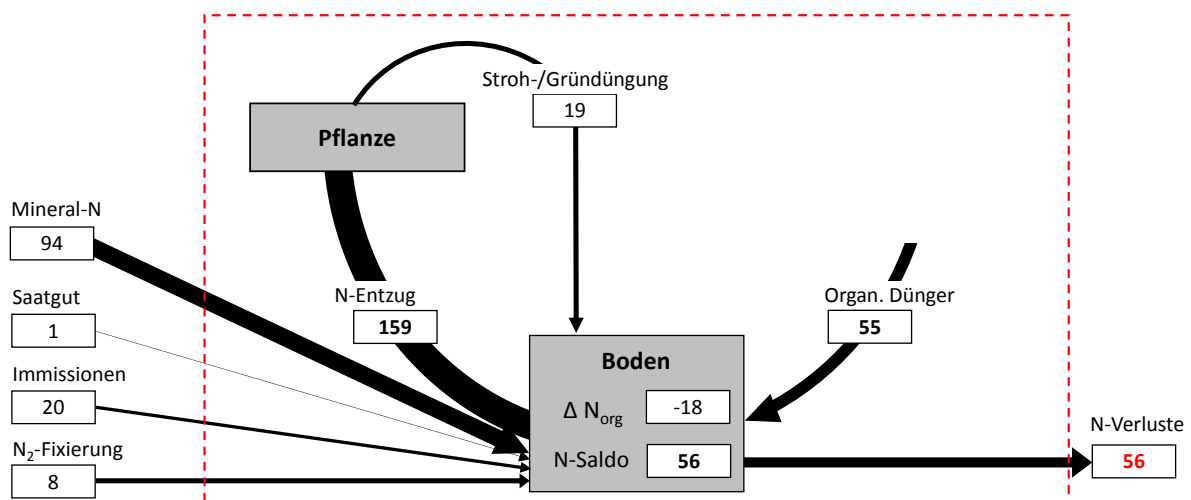 Stroh-/Gründüngung
19
Pflanze
Mineral-N
94
Saatgut
1
Immissionen
20
N₂-Fixierung
8
N-Entzug
159
Organ. Dünger
55
Boden
Δ Norg -18
N-Saldo 56
N-Verluste
56